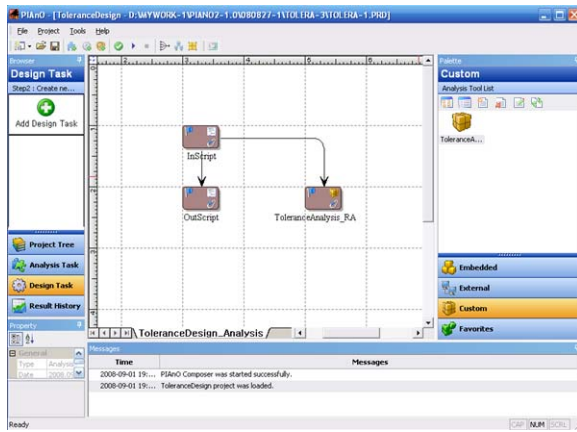 PIAnO - [ToleranceDesign - D:\MYWORK-1\PIANO2-1.0\080827-1\TOLERA-3\TOLERA-1.PRD]
File Project Tools Help
Browser
Design Task
Step2 : Create ne...
Add Design Task
Project Tree
Analysis Task
Design Task
Result History
Property
General
Type Analysis
Date 2008.09
InScript
OutScript
ToleranceAnalysis_RA
ToleranceDesign_Analysis
Palette
Custom
Analysis Tool List
ToleranceA...
Embedded
External
Custom
Favorites
Messages
Time Messages
2008-09-01 19:... PIAnO Composer was started successfully.
2008-09-01 19:... ToleranceDesign project was loaded.
Ready
CAP NUM SCRL